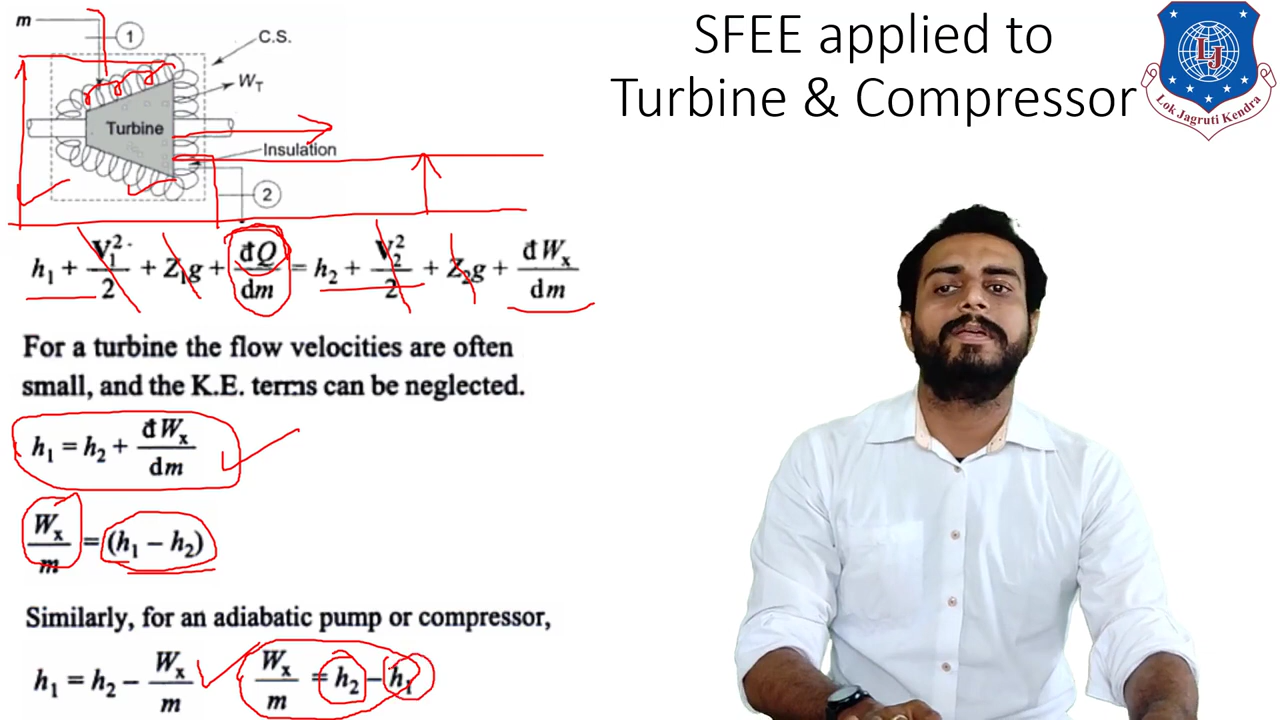 SFEE applied to
Turbine & Compressor
LJ
Lok Jagruti Kendra
m
1
C.S.
W_T
Turbine
Insulation
2
h₁ + V₁²/2 + Z₁g + đQ/dm = h₂ + V₂²/2 + Z₂g + đWₓ/dm
For a turbine the flow velocities are often
small, and the K.E. terms can be neglected.
h₁ = h₂ + đWₓ/dm
Wₓ/m = (h₁ − h₂)
Similarly, for an adiabatic pump or compressor,
h₁ = h₂ − Wₓ/m Wₓ/m = h₂ − h₁